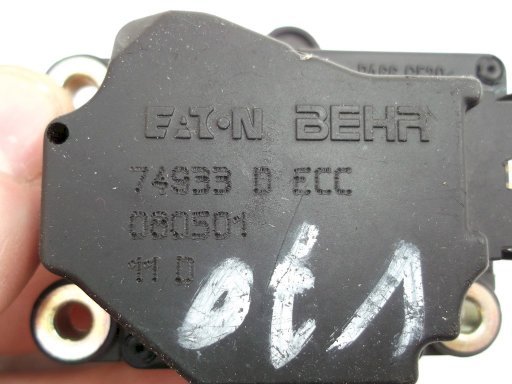 EATON BEHR
74933 D ECC
080501
11 D